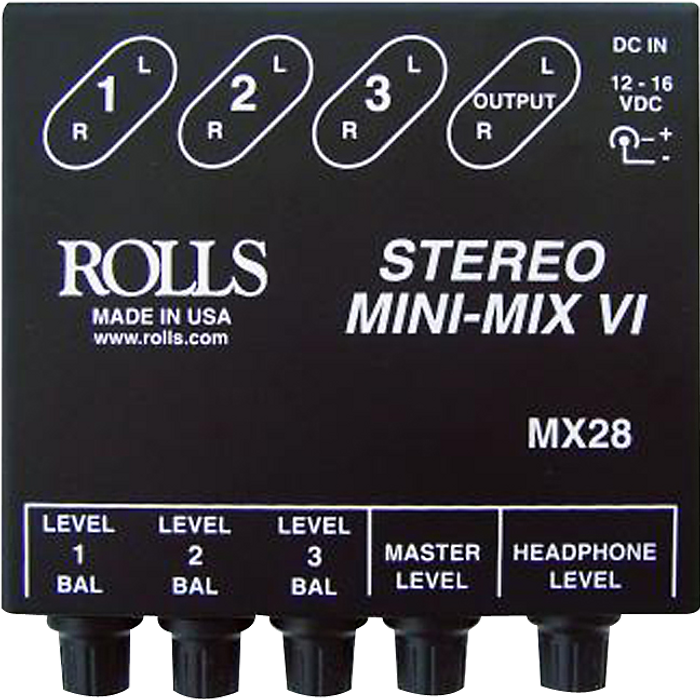 1 L
R
2 L
R
3 L
R
L
OUTPUT
R
DC IN
12 - 16
VDC
+
-
ROLLS
MADE IN USA
www.rolls.com
STEREO
MINI-MIX VI
MX28
LEVEL
1
BAL
LEVEL
2
BAL
LEVEL
3
BAL
MASTER
LEVEL
HEADPHONE
LEVEL